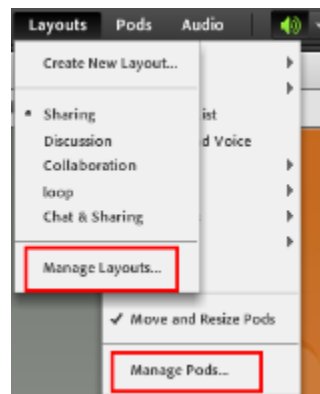 Layouts Pods Audio
Create New Layout...
Sharing
ist
Discussion
d Voice
Collaboration
loop
Chat & Sharing
Manage Layouts...
Move and Resize Pods
Manage Pods...